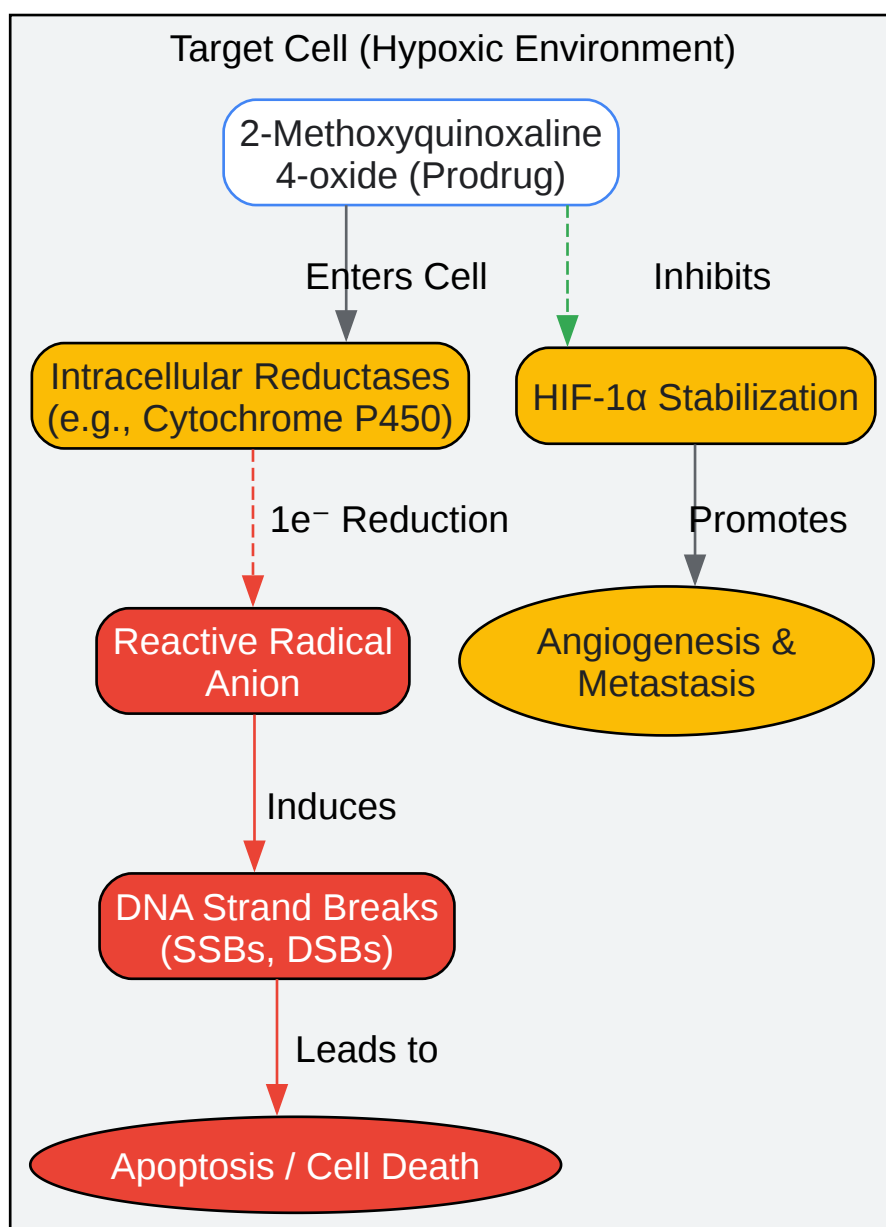 Target Cell (Hypoxic Environment)
2-Methoxyquinoxaline
4-oxide (Prodrug)
Enters Cell
Inhibits
Intracellular Reductases
(e.g., Cytochrome P450)
HIF-1α Stabilization
1e⁻ Reduction
Promotes
Reactive Radical
Anion
Angiogenesis &
Metastasis
Induces
DNA Strand Breaks
(SSBs, DSBs)
Leads to
Apoptosis / Cell Death